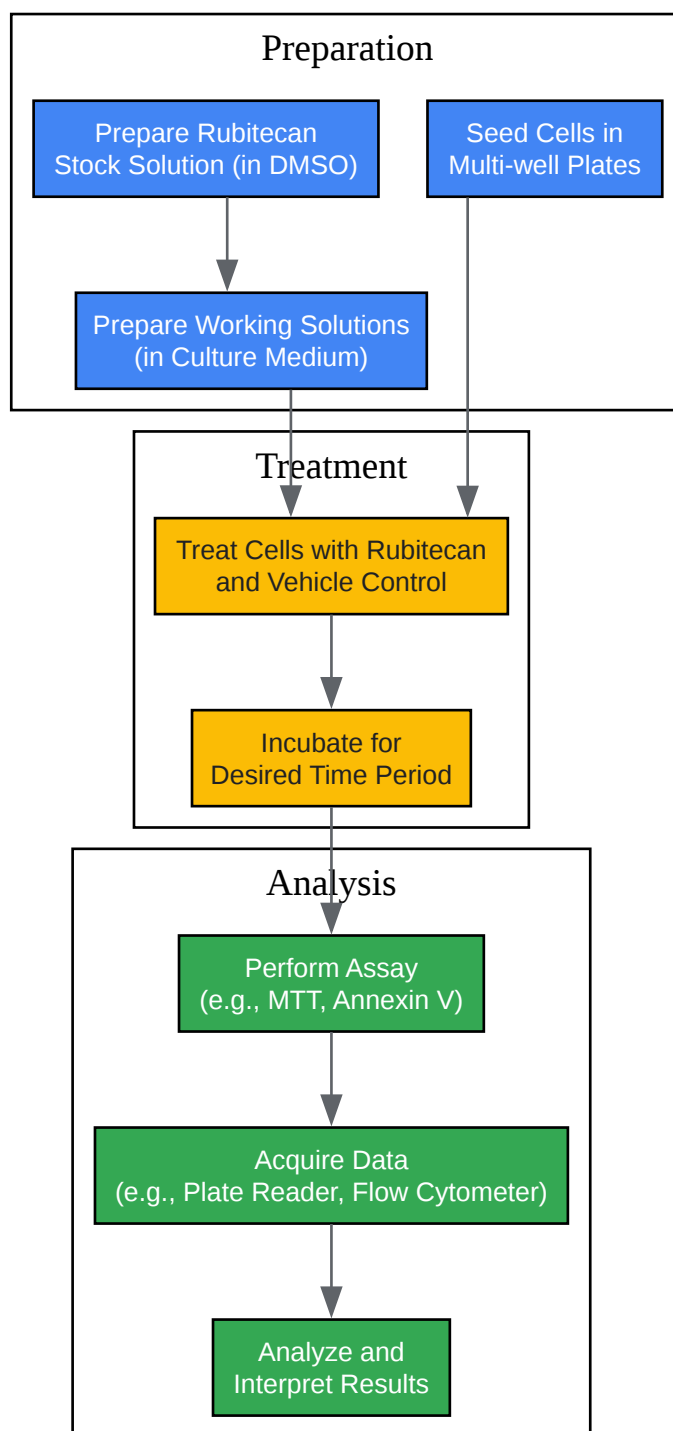 Preparation
Prepare Rubitecan
Stock Solution (in DMSO)
Seed Cells in
Multi-well Plates
Prepare Working Solutions
(in Culture Medium)
Treatment
Treat Cells with Rubitecan
and Vehicle Control
Incubate for
Desired Time Period
Analysis
Perform Assay
(e.g., MTT, Annexin V)
Acquire Data
(e.g., Plate Reader, Flow Cytometer)
Analyze and
Interpret Results